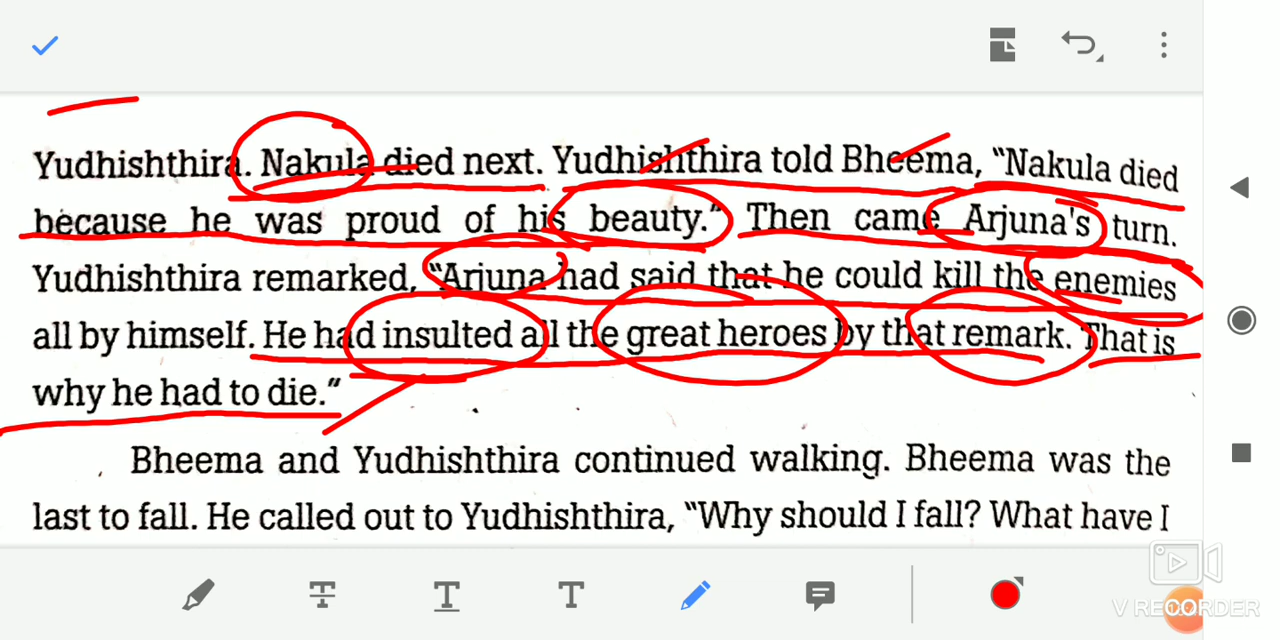 Yudhishthira. Nakula died next. Yudhishthira told Bheema, "Nakula died
because he was proud of his beauty." Then came Arjuna's turn.
Yudhishthira remarked, "Arjuna had said that he could kill the enemies
all by himself. He had insulted all the great heroes by that remark. That is
why he had to die."
Bheema and Yudhishthira continued walking. Bheema was the
last to fall. He called out to Yudhishthira, "Why should I fall? What have I
T T T
V RECORDER